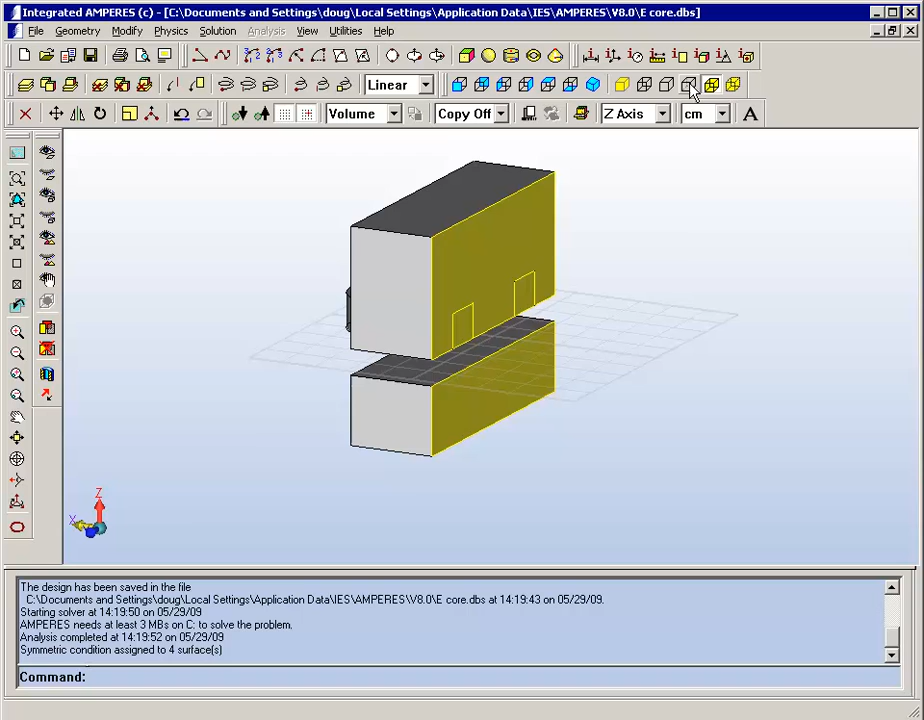 Integrated AMPERES (c) - [C:\Documents and Settings\doug\Local Settings\Application Data\IES\AMPERES\V8.0\E core.dbs]
File Geometry Modify Physics Solution Analysis View Utilities Help
Linear
Volume Copy Off Z Axis cm A
Z
X
The design has been saved in the file
C:\Documents and Settings\doug\Local Settings\Application Data\IES\AMPERES\V8.0\E core.dbs at 14:19:43 on 05/29/09.
Starting solver at 14:19:50 on 05/29/09
AMPERES needs at least 3 MBs on C: to solve the problem.
Analysis completed at 14:19:52 on 05/29/09
Symmetric condition assigned to 4 surface(s)
Command: